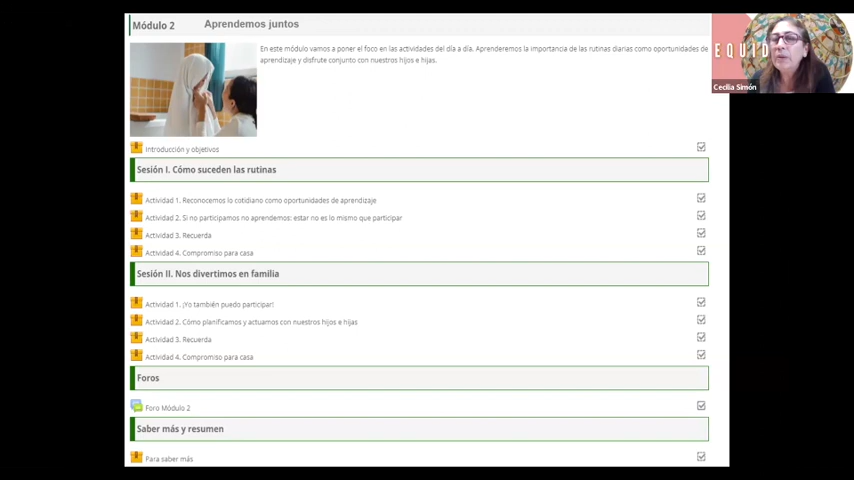 Módulo 2
Aprendemos juntos
En este módulo vamos a poner el foco en las actividades del día a día. Aprenderemos la importancia de las rutinas diarias como oportunidades de
aprendizaje y disfrute conjunto con nuestros hijos e hijas.
EQUID
Cecilia Simón
Introducción y objetivos
Sesión I. Cómo suceden las rutinas
Actividad 1. Reconocemos lo cotidiano como oportunidades de aprendizaje
Actividad 2. Si no participamos no aprendemos: estar no es lo mismo que participar
Actividad 3. Recuerda
Actividad 4. Compromiso para casa
Sesión II. Nos divertimos en familia
Actividad 1. ¡Yo también puedo participar!
Actividad 2. Cómo planificamos y actuamos con nuestros hijos e hijas
Actividad 3. Recuerda
Actividad 4. Compromiso para casa
Foros
Foro Módulo 2
Saber más y resumen
Para saber más